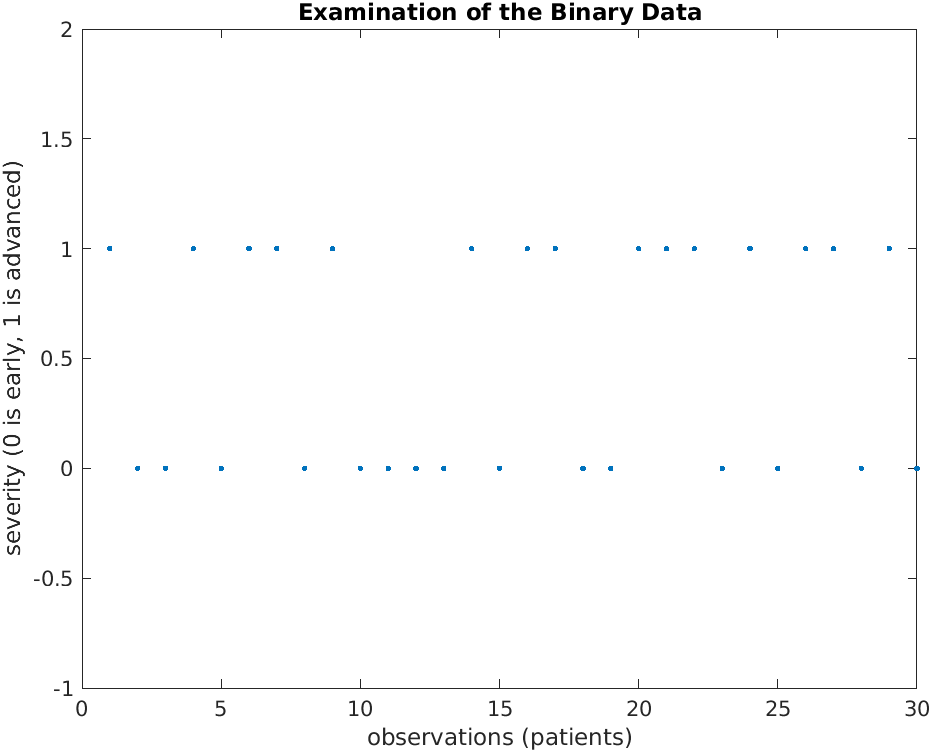 Examination of the Binary Data
severity (0 is early, 1 is advanced)
2
1.5
1
0.5
0
-0.5
-1
0 5 10 15 20 25 30
observations (patients)